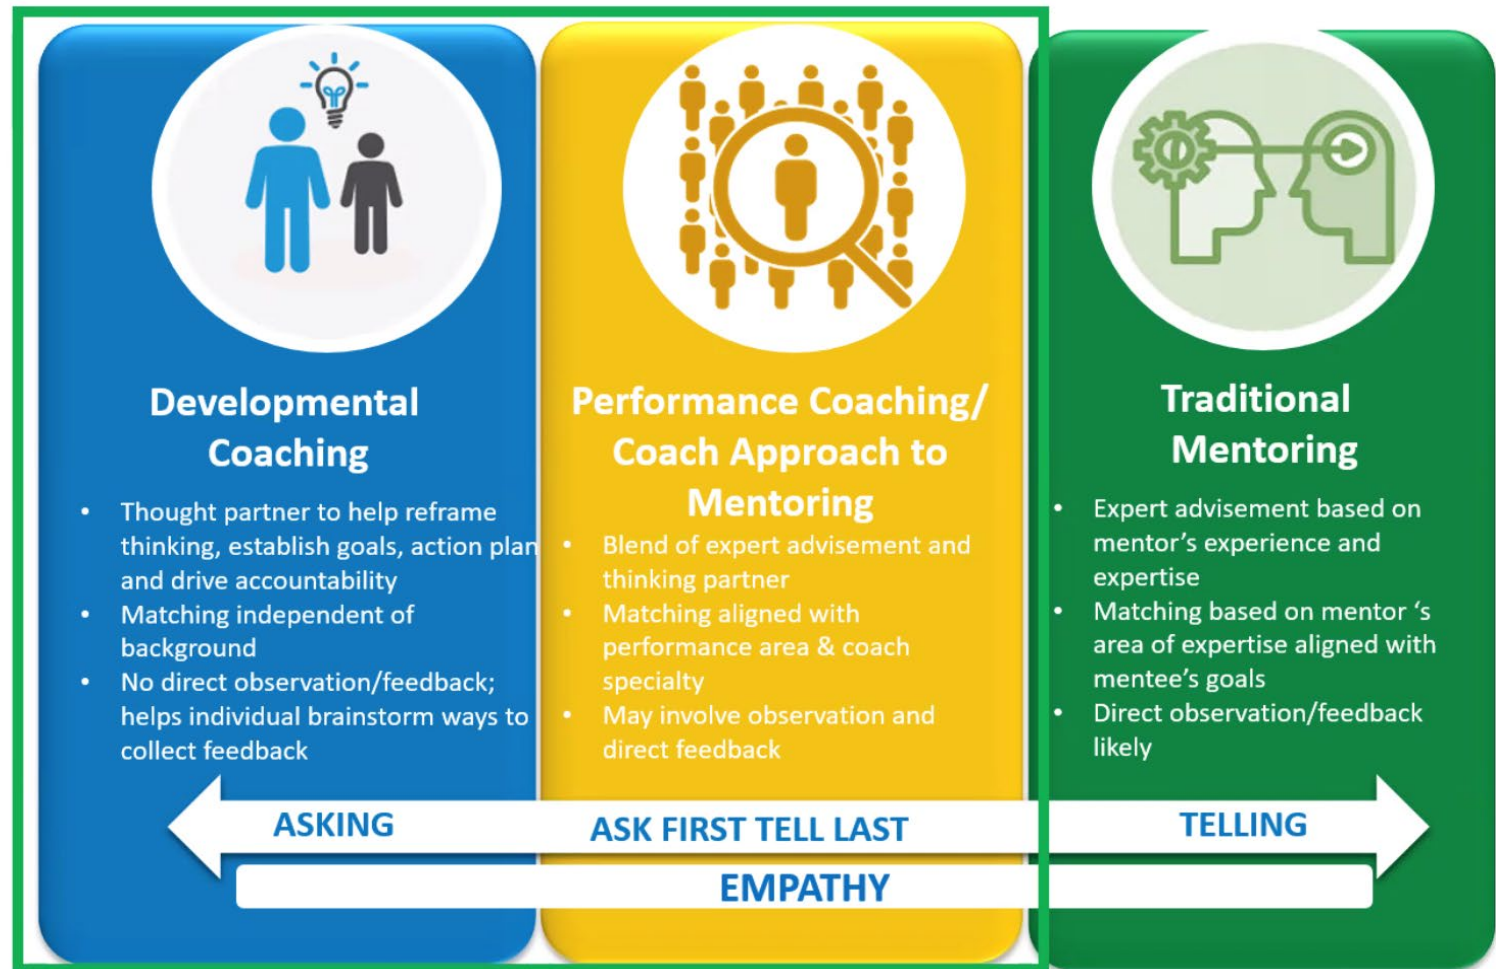 Developmental
Coaching
• Thought partner to help reframe
thinking, establish goals, action plan
and drive accountability
• Matching independent of
background
• No direct observation/feedback;
helps individual brainstorm ways to
collect feedback
Performance Coaching/
Coach Approach to
Mentoring
• Blend of expert advisement and
thinking partner
• Matching aligned with
performance area & coach
specialty
• May involve observation and
direct feedback
Traditional
Mentoring
• Expert advisement based on
mentor’s experience and
expertise
• Matching based on mentor ‘s
area of expertise aligned with
mentee’s goals
• Direct observation/feedback
likely
ASKING
ASK FIRST TELL LAST
TELLING
EMPATHY